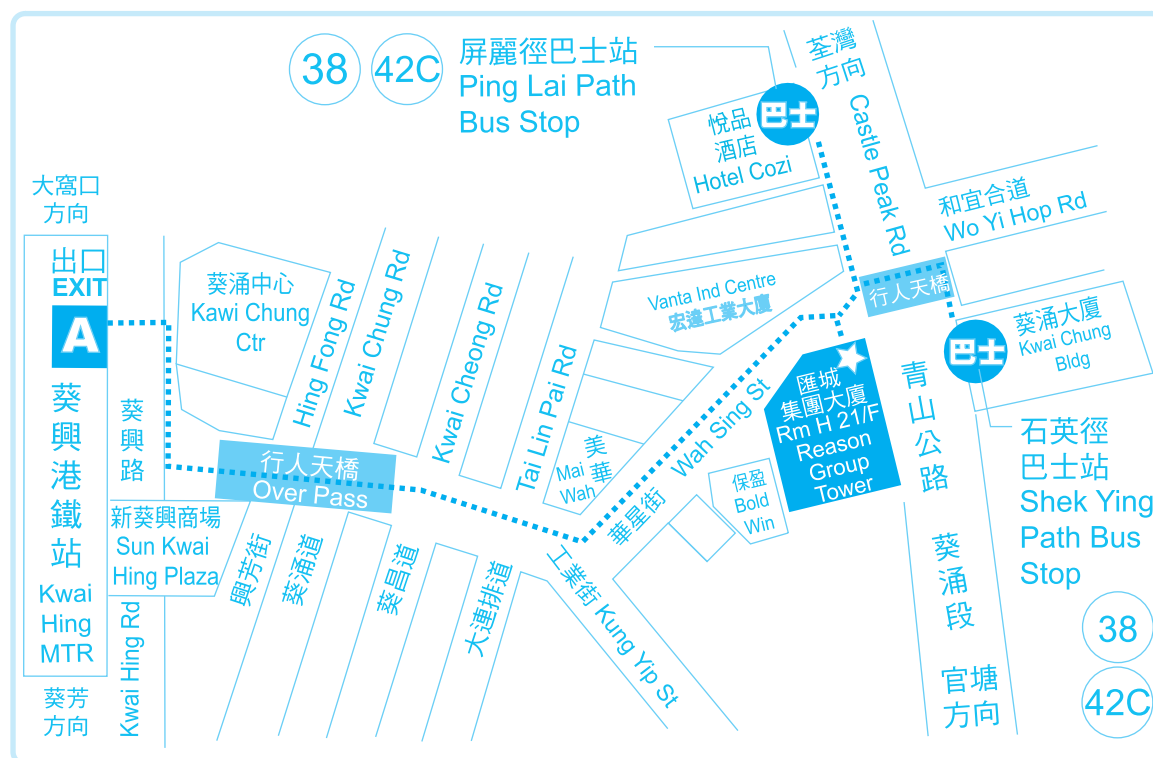 38
42C
屏麗徑巴士站
Ping Lai Path
Bus Stop
荃灣
方向
Castle Peak Rd
巴士
悅品
酒店
Hotel Cozi
和宜合道
Wo Yi Hop Rd
大窩口
方向
出口
EXIT
A
葵興港鐵站
Kwai
Hing
MTR
葵芳
方向
葵興路
Kwai Hing Rd
葵涌中心
Kawi Chung
Ctr
Hing Fong Rd
Kwai Chung Rd
Kwai Cheong Rd
Tai Lin Pai Rd
行人天橋
Over Pass
新葵興商場
Sun Kwai
Hing Plaza
興芳街
葵涌道
葵昌道
大連排道
工業街 Kung Yip St
美華
Mai
Wah
華星街
Wah Sing St
Vanta Ind Centre
宏達工業大廈
行人天橋
匯城
集團大廈
Rm H 21/F
Reason
Group
Tower
保盈
Bold
Win
巴士
葵涌大廈
Kwai Chung
Bldg
青山公路
葵涌段
官塘
方向
石英徑
巴士站
Shek Ying
Path Bus
Stop
38
42C